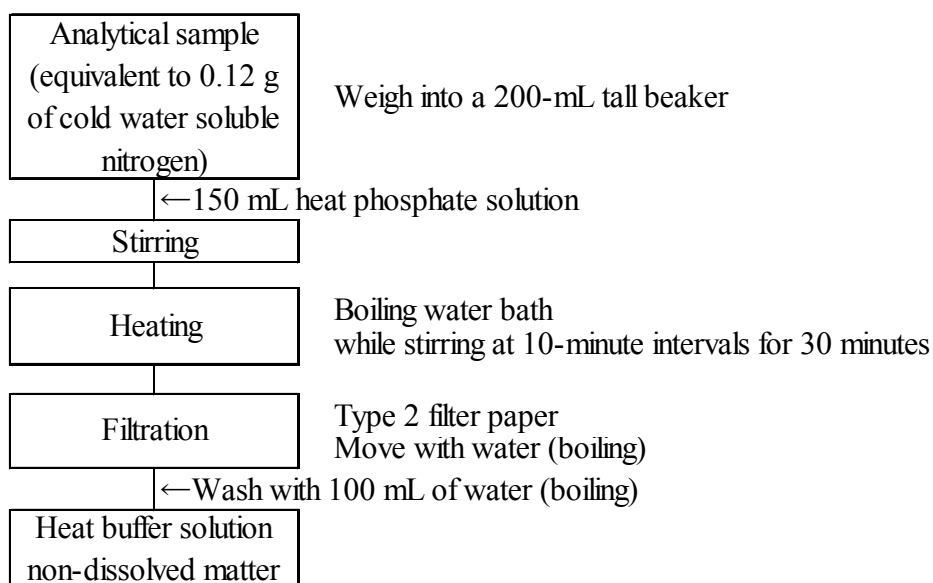 Analytical sample
(equivalent to 0.12 g
of cold water soluble
nitrogen)
Weigh into a 200-mL tall beaker
←150 mL heat phosphate solution
Stirring
Heating
Boiling water bath
while stirring at 10-minute intervals for 30 minutes
Filtration
Type 2 filter paper
Move with water (boiling)
←Wash with 100 mL of water (boiling)
Heat buffer solution
non-dissolved matter